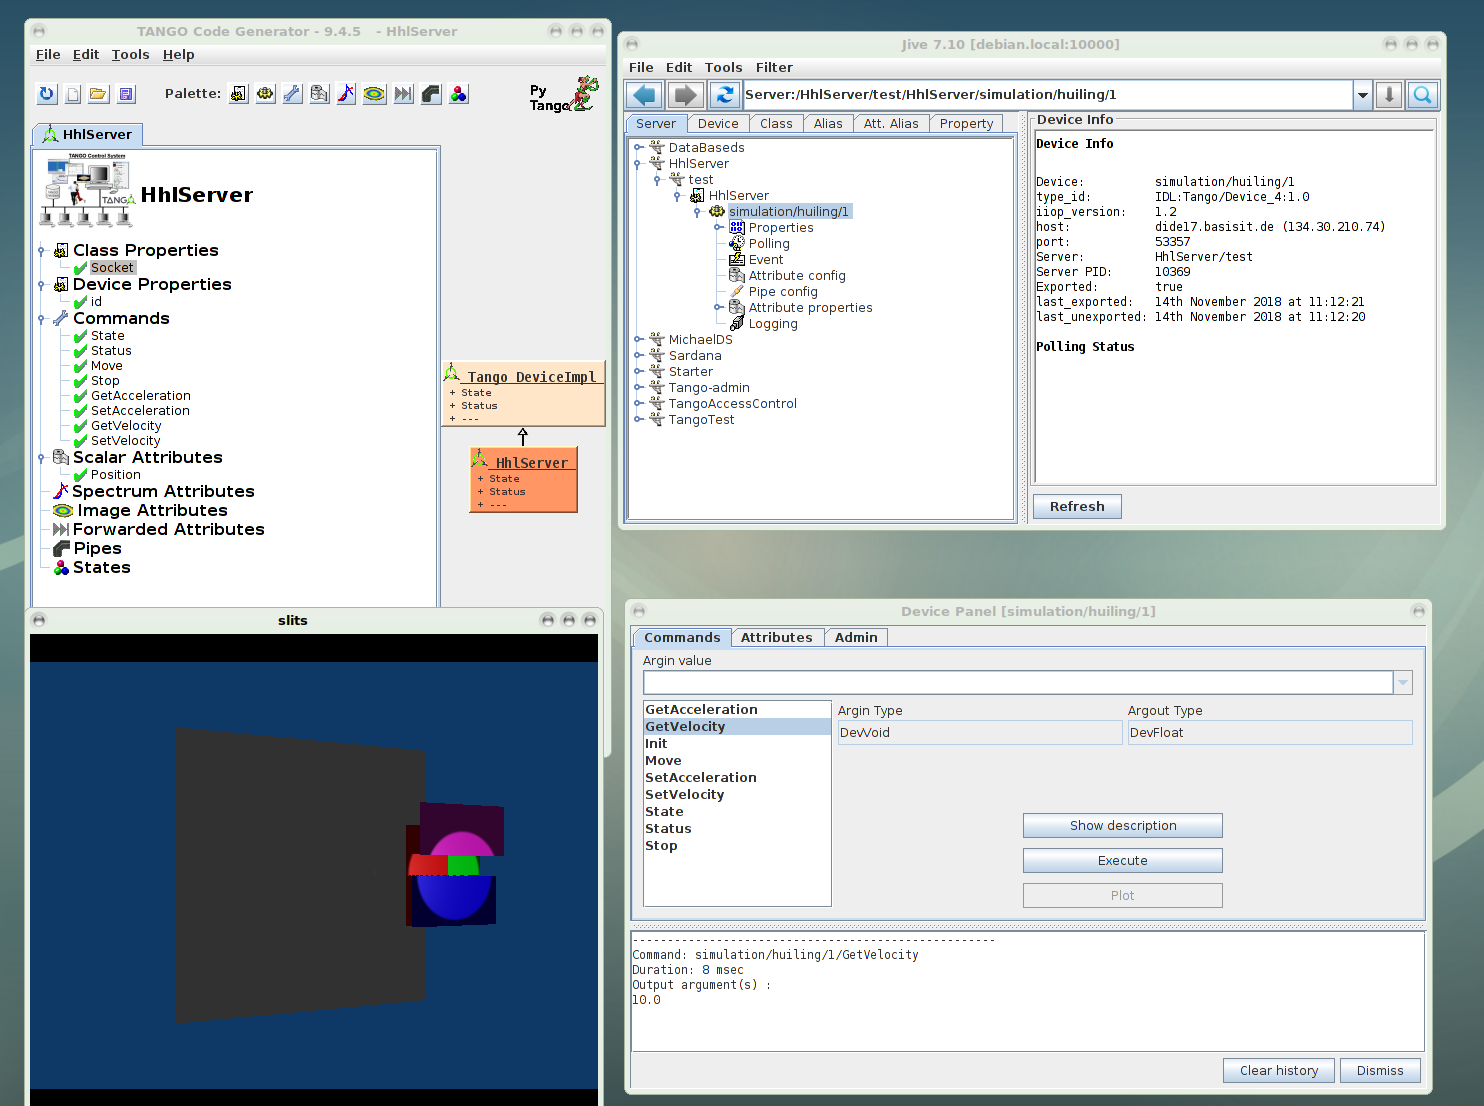 TANGO Code Generator - 9.4.5   - HhlServer
File Edit Tools Help
Palette:
Py
Tango
HhlServer
TANGO Control System
TANGO
HhlServer
Class Properties
Socket
Device Properties
id
Commands
State
Status
Move
Stop
GetAcceleration
SetAcceleration
GetVelocity
SetVelocity
Scalar Attributes
Position
Spectrum Attributes
Image Attributes
Forwarded Attributes
Pipes
States
Tango DeviceImpl
+ State
+ Status
+ ---
HhlServer
+ State
+ Status
+ ---
Jive 7.10 [debian.local:10000]
File Edit Tools Filter
Server:/HhlServer/test/HhlServer/simulation/huiling/1
Server Device Class Alias Att. Alias Property
DataBaseds
HhlServer
test
HhlServer
simulation/huiling/1
Properties
Polling
Event
Attribute config
Pipe config
Attribute properties
Logging
MichaelDS
Sardana
Starter
Tango-admin
TangoAccessControl
TangoTest
Device Info
Device Info
Device: simulation/huiling/1
type_id: IDL:Tango/Device_4:1.0
iiop_version: 1.2
host: dide17.basisit.de (134.30.210.74)
port: 53357
Server: HhlServer/test
Server PID: 10369
Exported: true
last_exported: 14th November 2018 at 11:12:21
last_unexported: 14th November 2018 at 11:12:20
Polling Status
Refresh
slits
Device Panel [simulation/huiling/1]
Commands Attributes Admin
Argin value
GetAcceleration
GetVelocity
Init
Move
SetAcceleration
SetVelocity
State
Status
Stop
Argin Type
DevVoid
Argout Type
DevFloat
Show description
Execute
Plot
----------------------------------------------------
Command: simulation/huiling/1/GetVelocity
Duration: 8 msec
Output argument(s) :
10.0
Clear history Dismiss